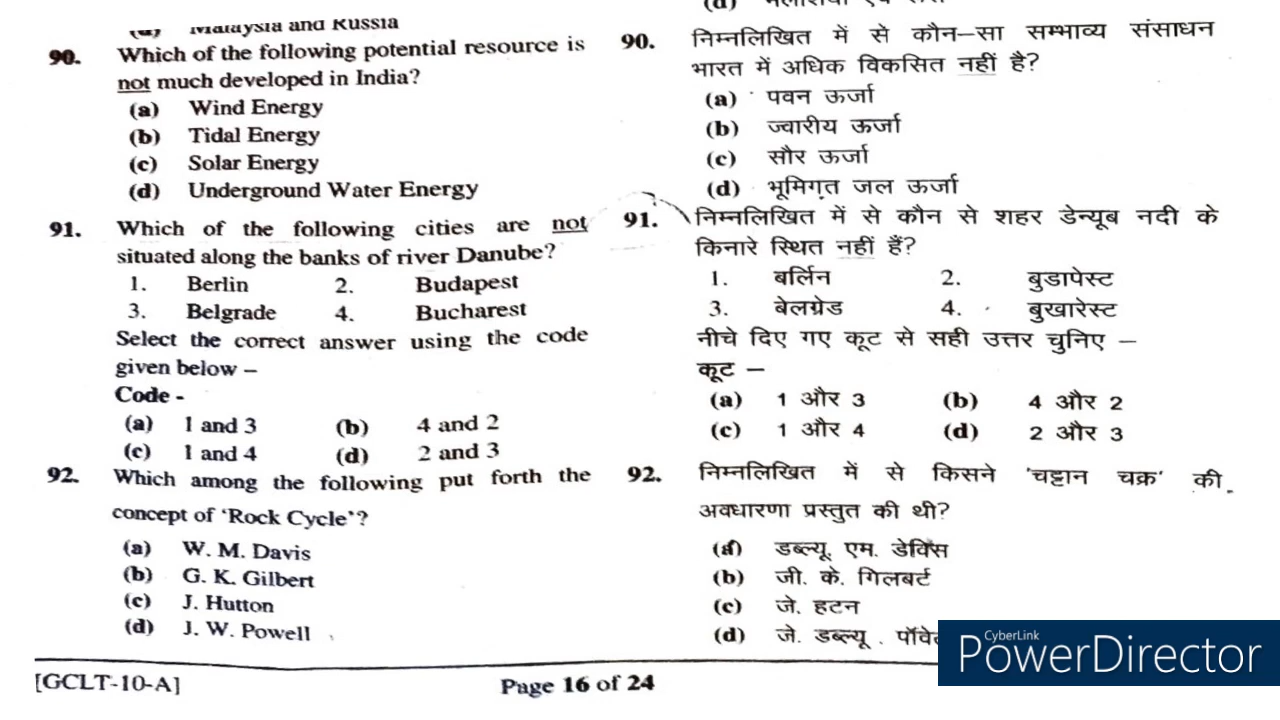 (d) Malaysia and Russia
90. Which of the following potential resource is
not much developed in India?
(a) Wind Energy
(b) Tidal Energy
(c) Solar Energy
(d) Underground Water Energy
91. Which of the following cities are not
situated along the banks of river Danube?
1. Berlin 2. Budapest
3. Belgrade 4. Bucharest
Select the correct answer using the code
given below –
Code -
(a) 1 and 3 (b) 4 and 2
(c) 1 and 4 (d) 2 and 3
92. Which among the following put forth the
concept of ‘Rock Cycle’?
(a) W. M. Davis
(b) G. K. Gilbert
(c) J. Hutton
(d) J. W. Powell
(d)
90. निम्नलिखित में से कौन–सा सम्भाव्य संसाधन
भारत में अधिक विकसित नहीं है?
(a) पवन ऊर्जा
(b) ज्वारीय ऊर्जा
(c) सौर ऊर्जा
(d) भूमिगत जल ऊर्जा
91. निम्नलिखित में से कौन से शहर डेन्यूब नदी के
किनारे स्थित नहीं हैं?
1. बर्लिन 2. बुडापेस्ट
3. बेलग्रेड 4. बुखारेस्ट
नीचे दिए गए कूट से सही उत्तर चुनिए –
कूट –
(a) 1 और 3 (b) 4 और 2
(c) 1 और 4 (d) 2 और 3
92. निम्नलिखित में से किसने 'चट्टान चक्र' की
अवधारणा प्रस्तुत की थी?
(a) डब्ल्यू. एम. डेविस
(b) जी. के. गिलबर्ट
(c) जे. हटन
(d) जे. डब्ल्यू.
[GCLT-10-A] Page 16 of 24
CyberLink
PowerDirector